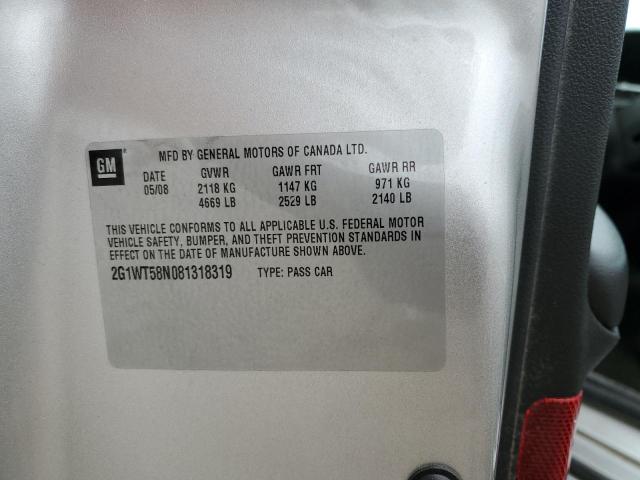 GM
MFD BY GENERAL MOTORS OF CANADA LTD.
DATE GVWR GAWR FRT GAWR RR
05/08 2118 KG 1147 KG 971 KG
4669 LB 2529 LB 2140 LB
THIS VEHICLE CONFORMS TO ALL APPLICABLE U.S. FEDERAL MOTOR
VEHICLE SAFETY, BUMPER, AND THEFT PREVENTION STANDARDS IN
EFFECT ON THE DATE OF MANUFACTURE SHOWN ABOVE.
2G1WT58N081318319 TYPE: PASS CAR